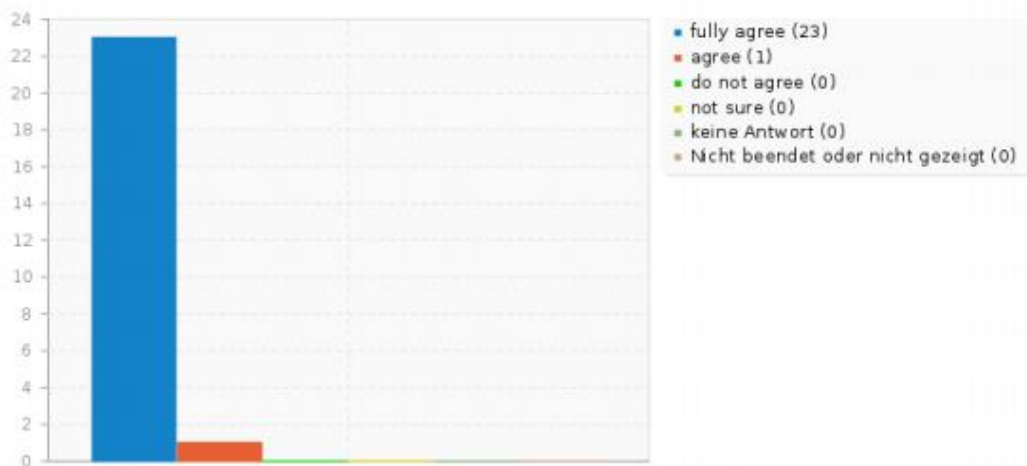 24
22
20
18
16
14
12
10
8
6
4
2
0
fully agree (23)
agree (1)
do not agree (0)
not sure (0)
keine Antwort (0)
Nicht beendet oder nicht gezeigt (0)